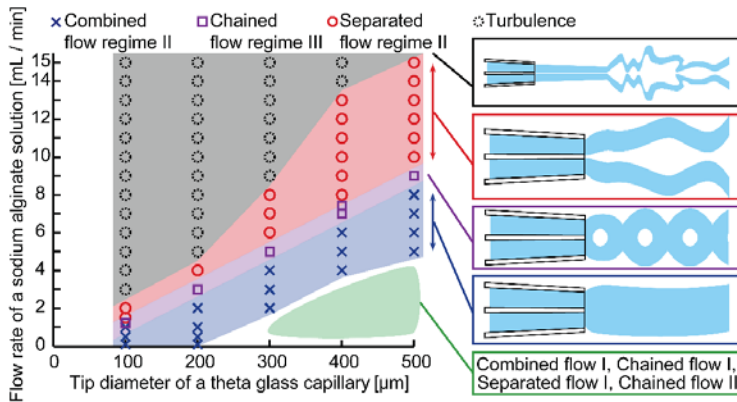 Combined flow regime II
Chained flow regime III
Separated flow regime II
Turbulence
Flow rate of a sodium alginate solution [mL / min]
15
14
12
10
8
6
4
2
0
0 100 200 300 400 500
Tip diameter of a theta glass capillary [μm]
Combined flow I, Chained flow I,
Separated flow I, Chained flow II